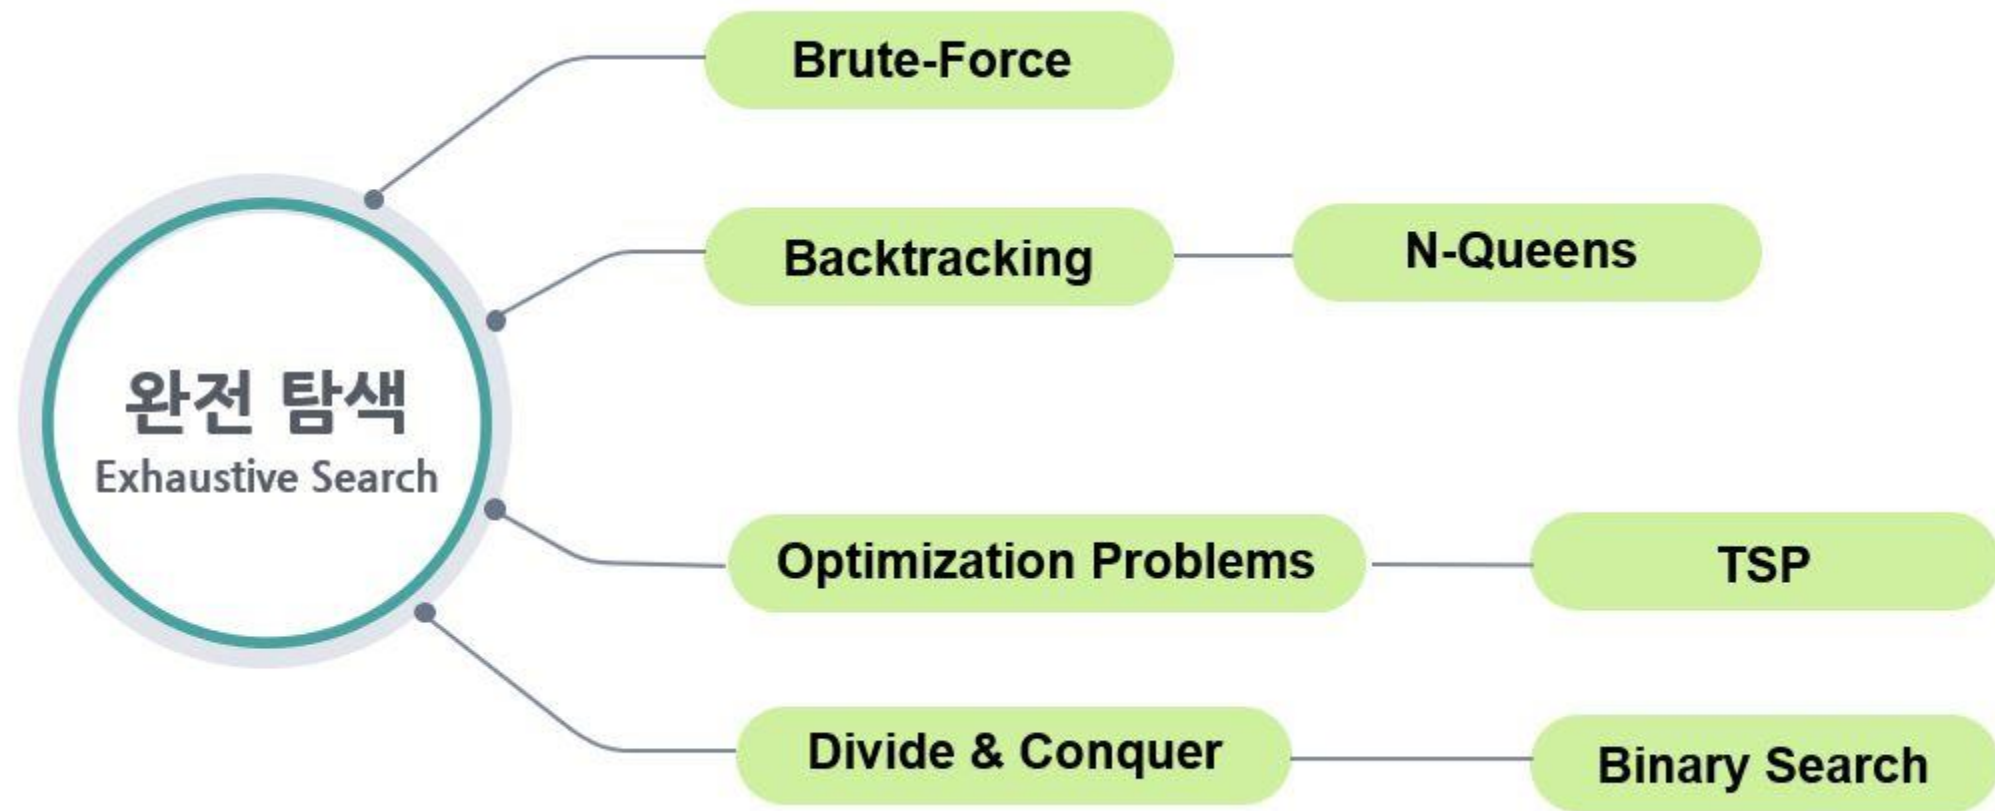 완전 탐색
Exhaustive Search
Brute-Force
Backtracking
N-Queens
Optimization Problems
TSP
Divide & Conquer
Binary Search